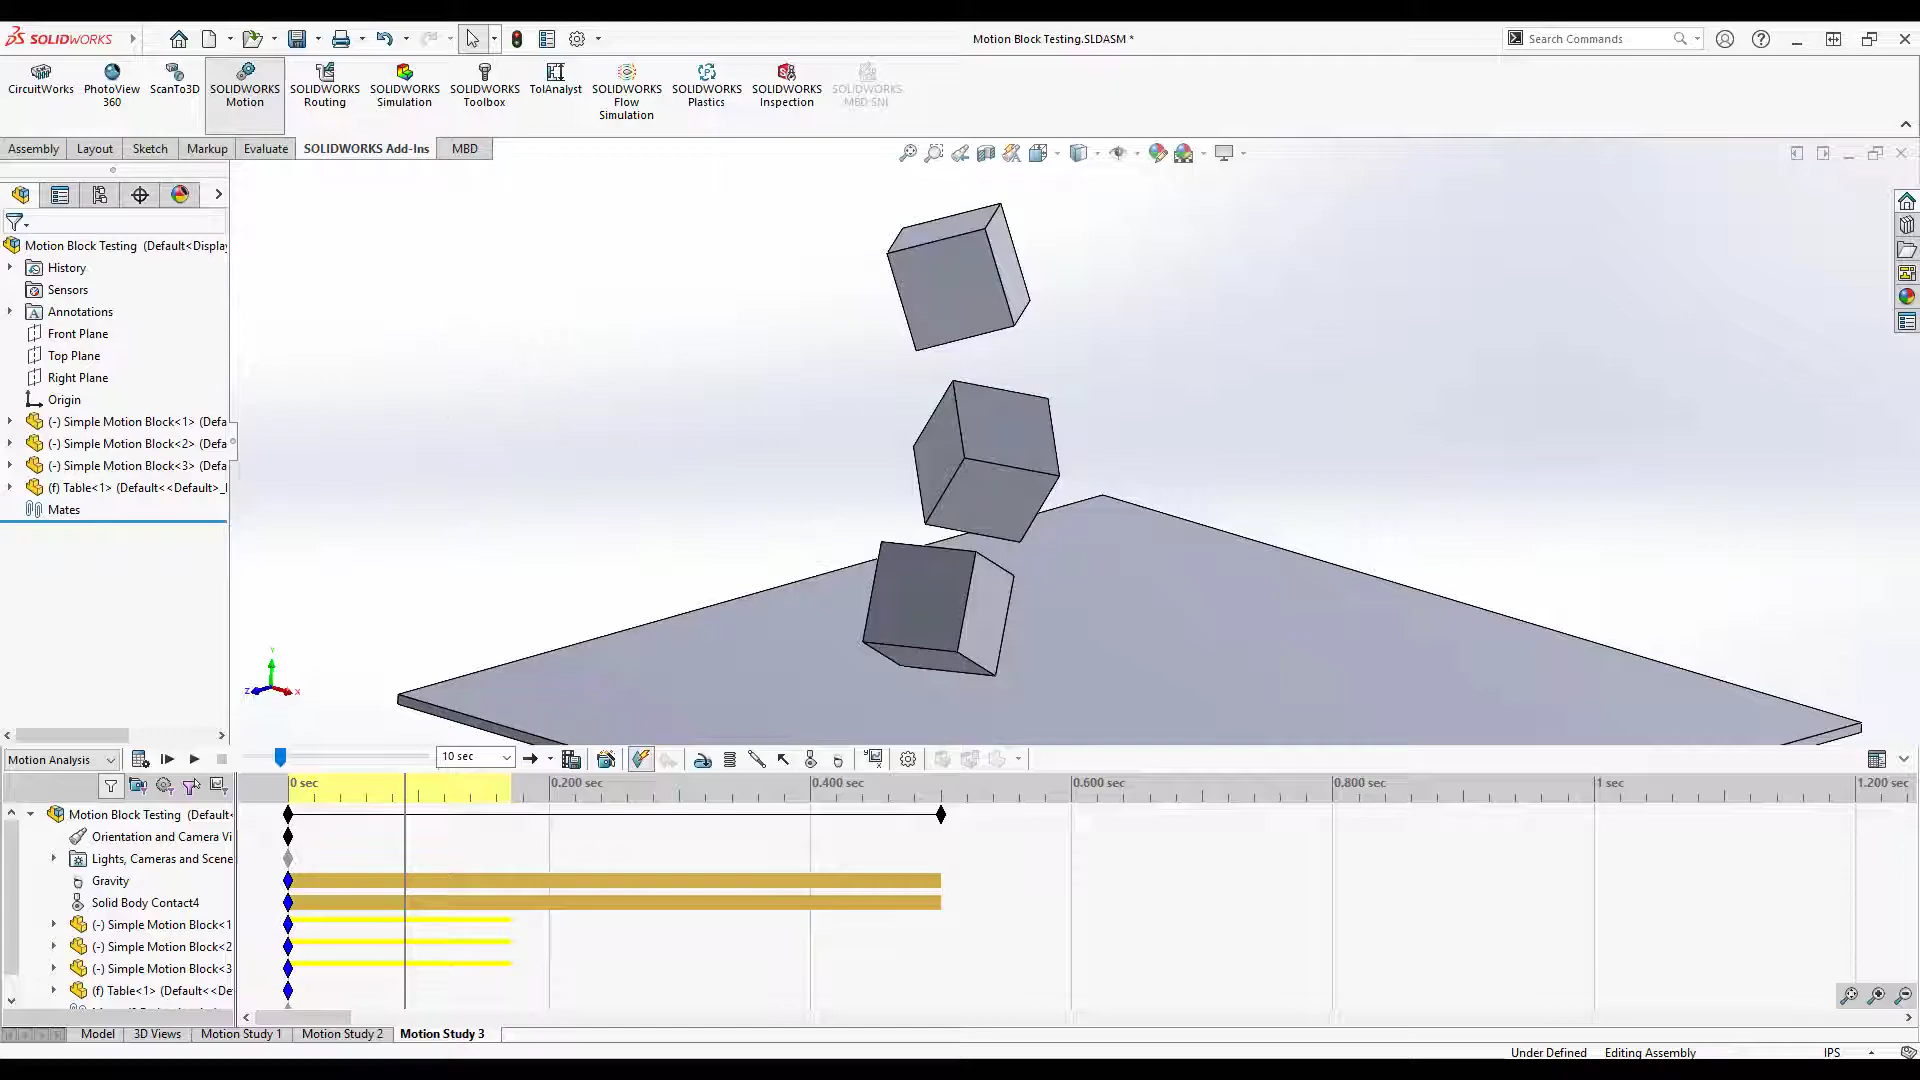 SOLIDWORKS
Motion Block Testing.SLDASM *
Search Commands
CircuitWorks
PhotoView
360
ScanTo3D
SOLIDWORKS
Motion
SOLIDWORKS
Routing
SOLIDWORKS
Simulation
SOLIDWORKS
Toolbox
TolAnalyst
SOLIDWORKS
Flow
Simulation
SOLIDWORKS
Plastics
SOLIDWORKS
Inspection
SOLIDWORKS
MBD SNL
Assembly
Layout
Sketch
Markup
Evaluate
SOLIDWORKS Add-Ins
MBD
Motion Block Testing (Default<Displa
History
Sensors
Annotations
Front Plane
Top Plane
Right Plane
Origin
(-) Simple Motion Block<1> (Defa
(-) Simple Motion Block<2> (Defa
(-) Simple Motion Block<3> (Defa
(f) Table<1> (Default<<Default>_
Mates
Y
Z
X
Motion Analysis
10 sec
0 sec
0.200 sec
0.400 sec
0.600 sec
0.800 sec
1 sec
1.200 sec
Motion Block Testing (Default<
Orientation and Camera Vi
Lights, Cameras and Scene
Gravity
Solid Body Contact4
(-) Simple Motion Block<1
(-) Simple Motion Block<2
(-) Simple Motion Block<3
(f) Table<1> (Default<<De
Model
3D Views
Motion Study 1
Motion Study 2
Motion Study 3
Under Defined
Editing Assembly
IPS